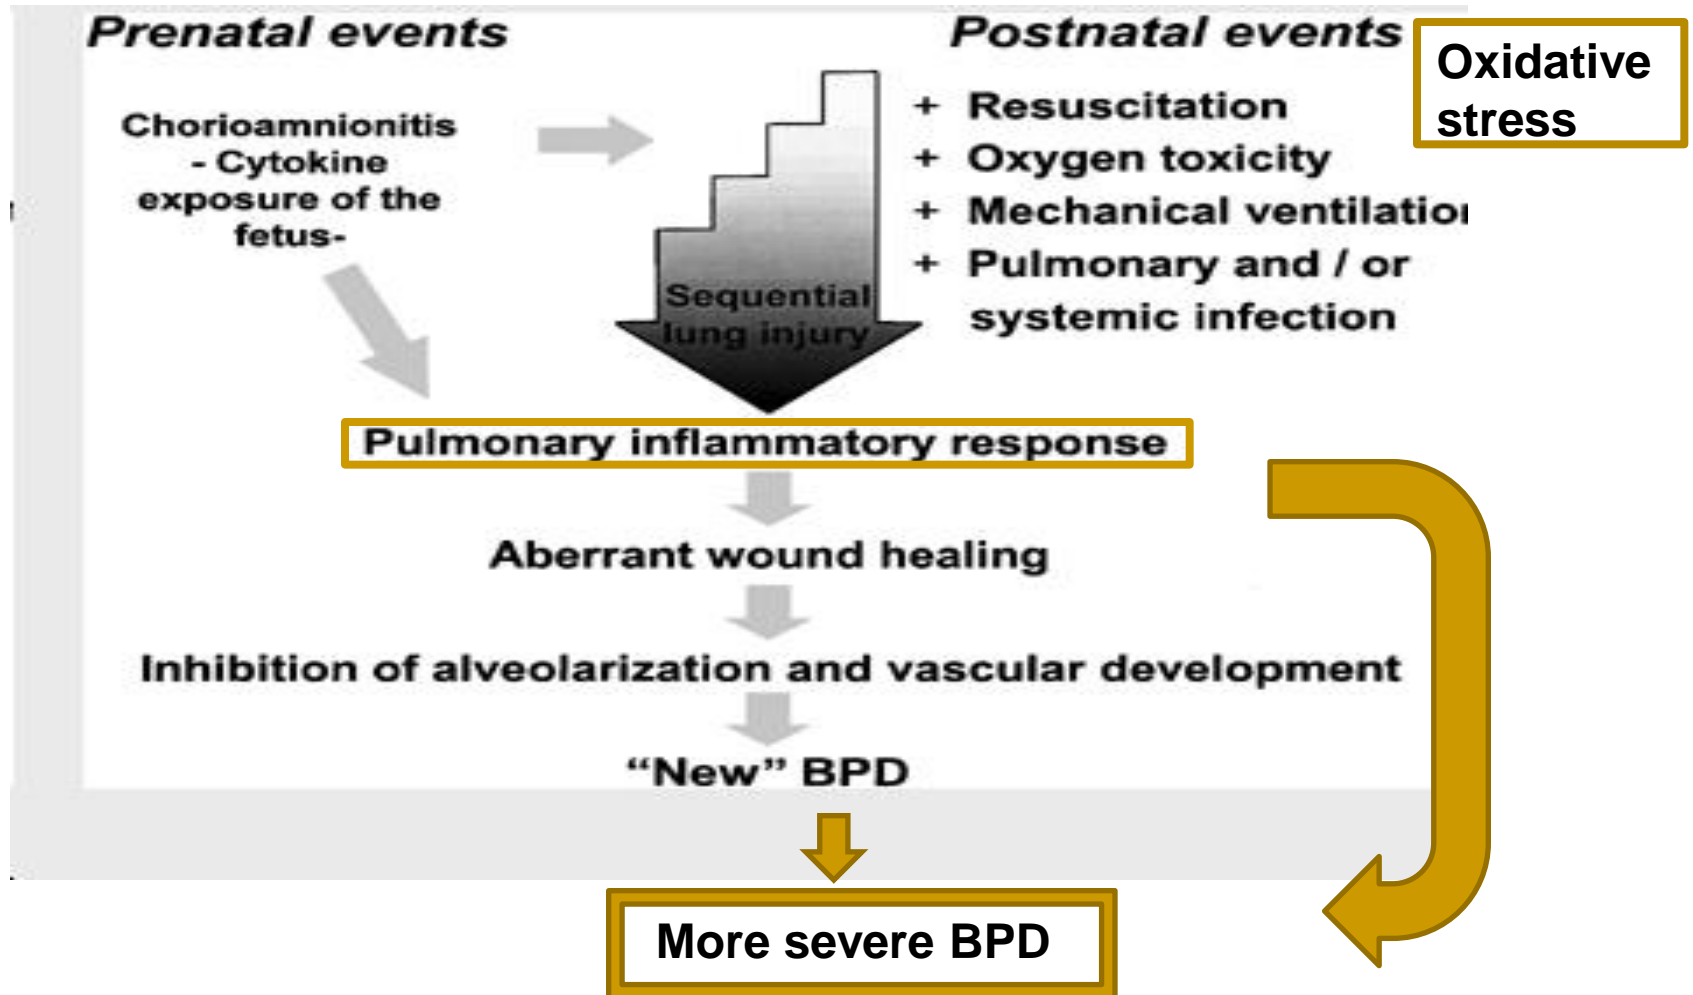 Prenatal events
Postnatal events
Oxidative
stress
Chorioamnionitis
- Cytokine
exposure of the
fetus-
+ Resuscitation
+ Oxygen toxicity
+ Mechanical ventilation
+ Pulmonary and / or
systemic infection
Sequential
lung injury
Pulmonary inflammatory response
Aberrant wound healing
Inhibition of alveolarization and vascular development
“New” BPD
More severe BPD